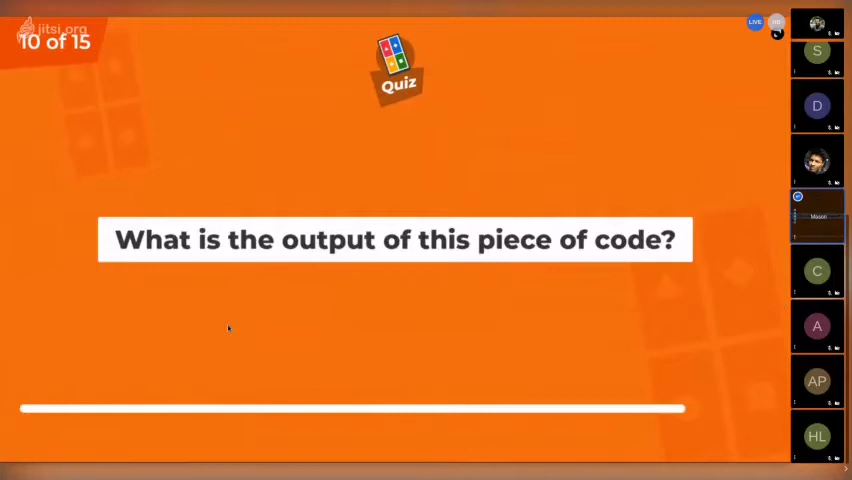 jitsi.org
10 of 15
LIVE
HD
Quiz
What is the output of this piece of code?
S
D
Mason
C
A
AP
HL